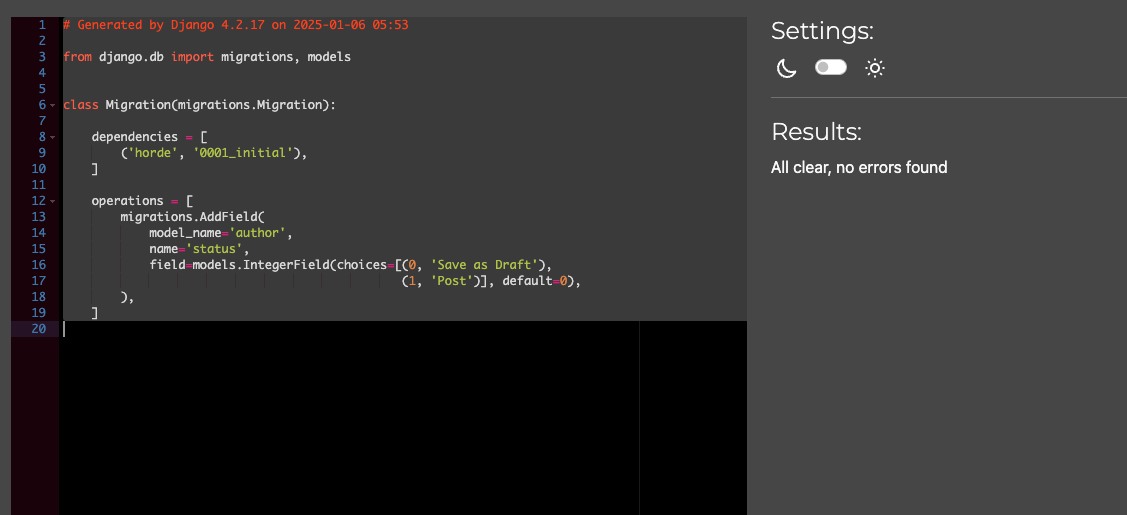 1 # Generated by Django 4.2.17 on 2025-01-06 05:53
2
3 from django.db import migrations, models
4
5
6 class Migration(migrations.Migration):
7
8     dependencies = [
9         ('horde', '0001_initial'),
10     ]
11
12     operations = [
13         migrations.AddField(
14             model_name='author',
15             name='status',
16             field=models.IntegerField(choices=[(0, 'Save as Draft'),
17                                                (1, 'Post')], default=0),
18         ),
19     ]
20
Settings:
Results:
All clear, no errors found